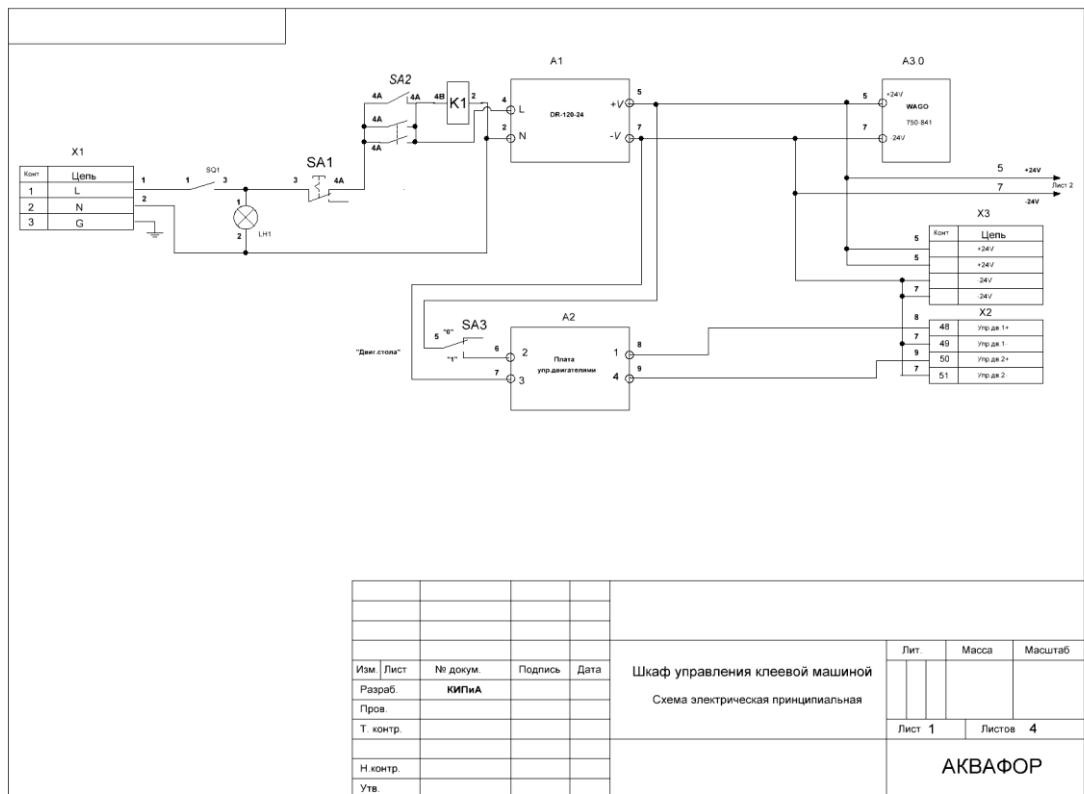 A1
A3.0
SA2
4A 4A 4B K1 2 4 L DR-120-24 +V 5 5 +24V WAGO
4A
4A 2 N -V 7 7 -24V 750-841
X1
Конт Цепь
1 L
2 N
3 G
1
2
1 SQ1 3
3 SA1 4A
1
2 LH1
5 +24V
7 -24V
Лист 2
X3
Конт Цепь
5 +24V
5 +24V
-24V
7 -24V
X2
8 48 Упр.дв.1+
7 49 Упр.дв.1-
9 50 Упр.дв.2+
7 51 Упр.дв.2-
A2
SA3
5 "0"
"1" 6 2 Плата 1 8
"Двиг.стола"
7 3 упр.двигателями 4 9
Изм. Лист № докум. Подпись Дата
Разраб. КИПиА
Пров.
Т. контр.
Н.контр.
Утв.
Шкаф управления клеевой машиной
Схема электрическая принципиальная
Лит. Масса Масштаб
Лист 1 Листов 4
АКВАФОР